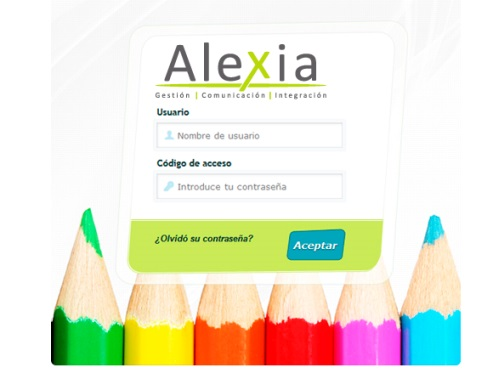 Alexia
Gestión | Comunicación | Integración
Usuario
Nombre de usuario
Código de acceso
Introduce tu contraseña
¿Olvidó su contraseña?
Aceptar